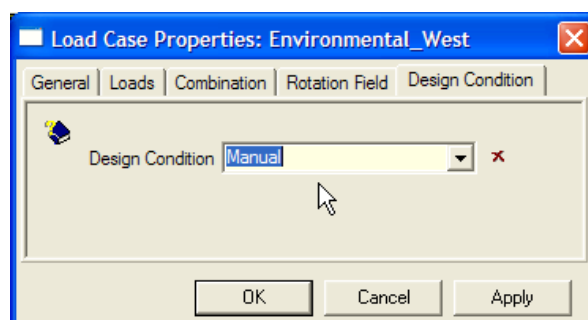 Load Case Properties: Environmental_West
General Loads Combination Rotation Field Design Condition
Design Condition Manual
OK Cancel Apply